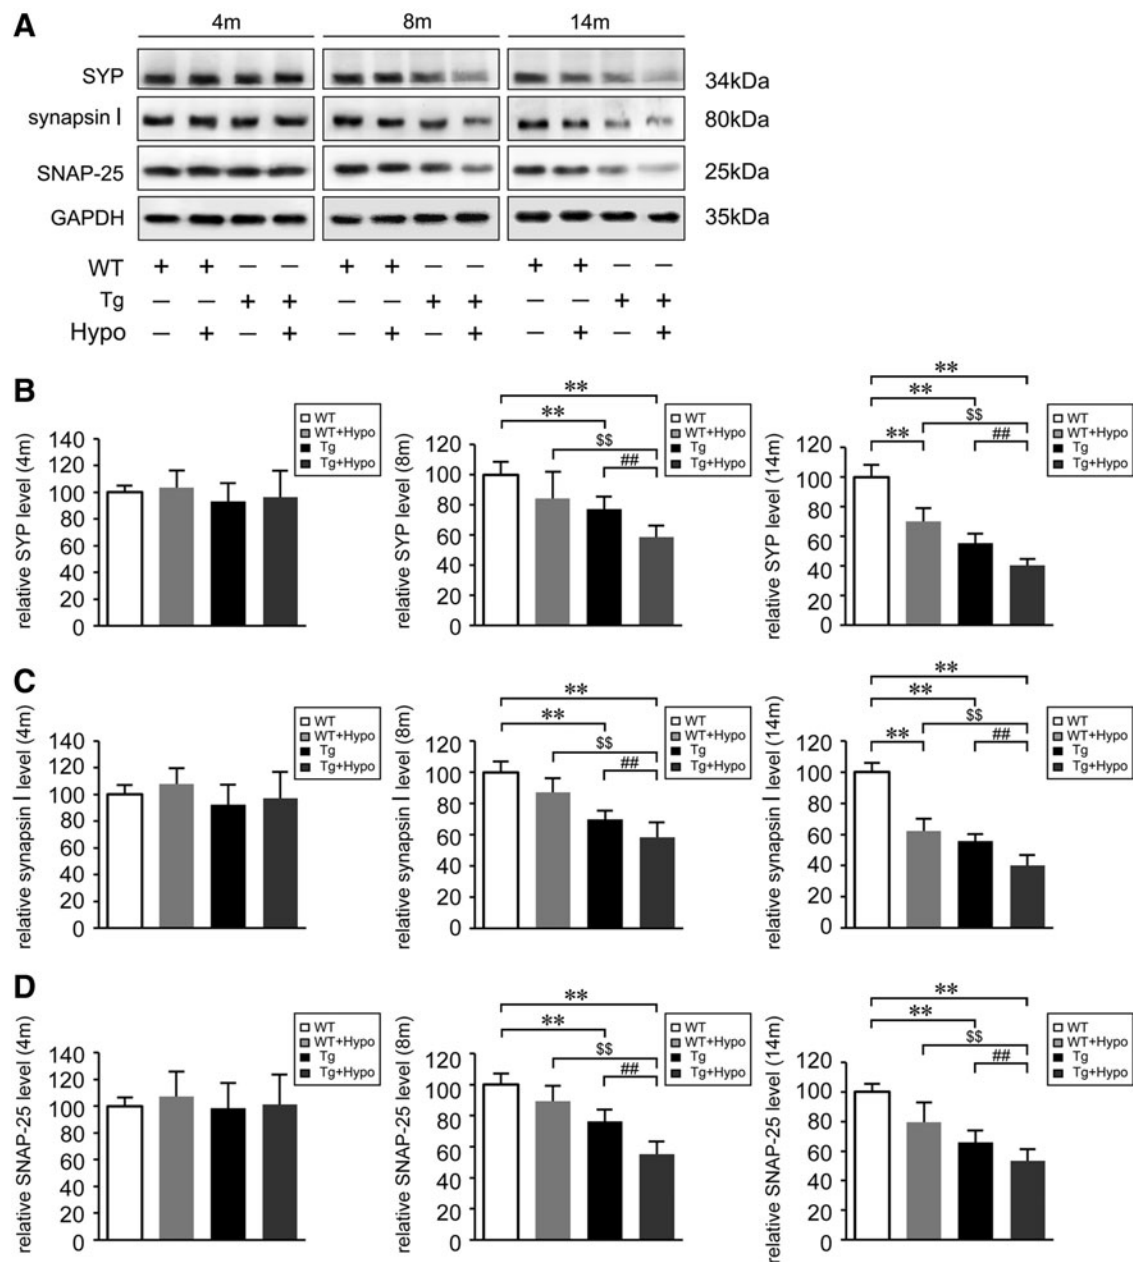 A
4m 8m 14m
SYP 34kDa
synapsin I 80kDa
SNAP-25 25kDa
GAPDH 35kDa
WT + + − − + + − − + + − −
Tg − − + + − − + + − − + +
Hypo − + − + − + − + − + − +
B
relative SYP level (4m)
140
120
100
80
60
40
20
0
WT
WT+Hypo
Tg
Tg+Hypo
relative SYP level (8m)
120
100
80
60
40
20
0
**
**
$$
##
WT
WT+Hypo
Tg
Tg+Hypo
relative SYP level (14m)
120
100
80
60
40
20
0
**
**
$$
** ##
WT
WT+Hypo
Tg
Tg+Hypo
C
relative synapsin I level (4m)
140
120
100
80
60
40
20
0
WT
WT+Hypo
Tg
Tg+Hypo
relative synapsin I level (8m)
120
100
80
60
40
20
0
**
**
$$
##
WT
WT+Hypo
Tg
Tg+Hypo
relative synapsin I level (14m)
120
100
80
60
40
20
0
**
**
$$
** ##
WT
WT+Hypo
Tg
Tg+Hypo
D
relative SNAP-25 level (4m)
140
120
100
80
60
40
20
0
WT
WT+Hypo
Tg
Tg+Hypo
relative SNAP-25 level (8m)
120
100
80
60
40
20
0
**
**
$$
##
WT
WT+Hypo
Tg
Tg+Hypo
relative SNAP-25 level (14m)
120
100
80
60
40
20
0
**
**
$$
##
WT
WT+Hypo
Tg
Tg+Hypo